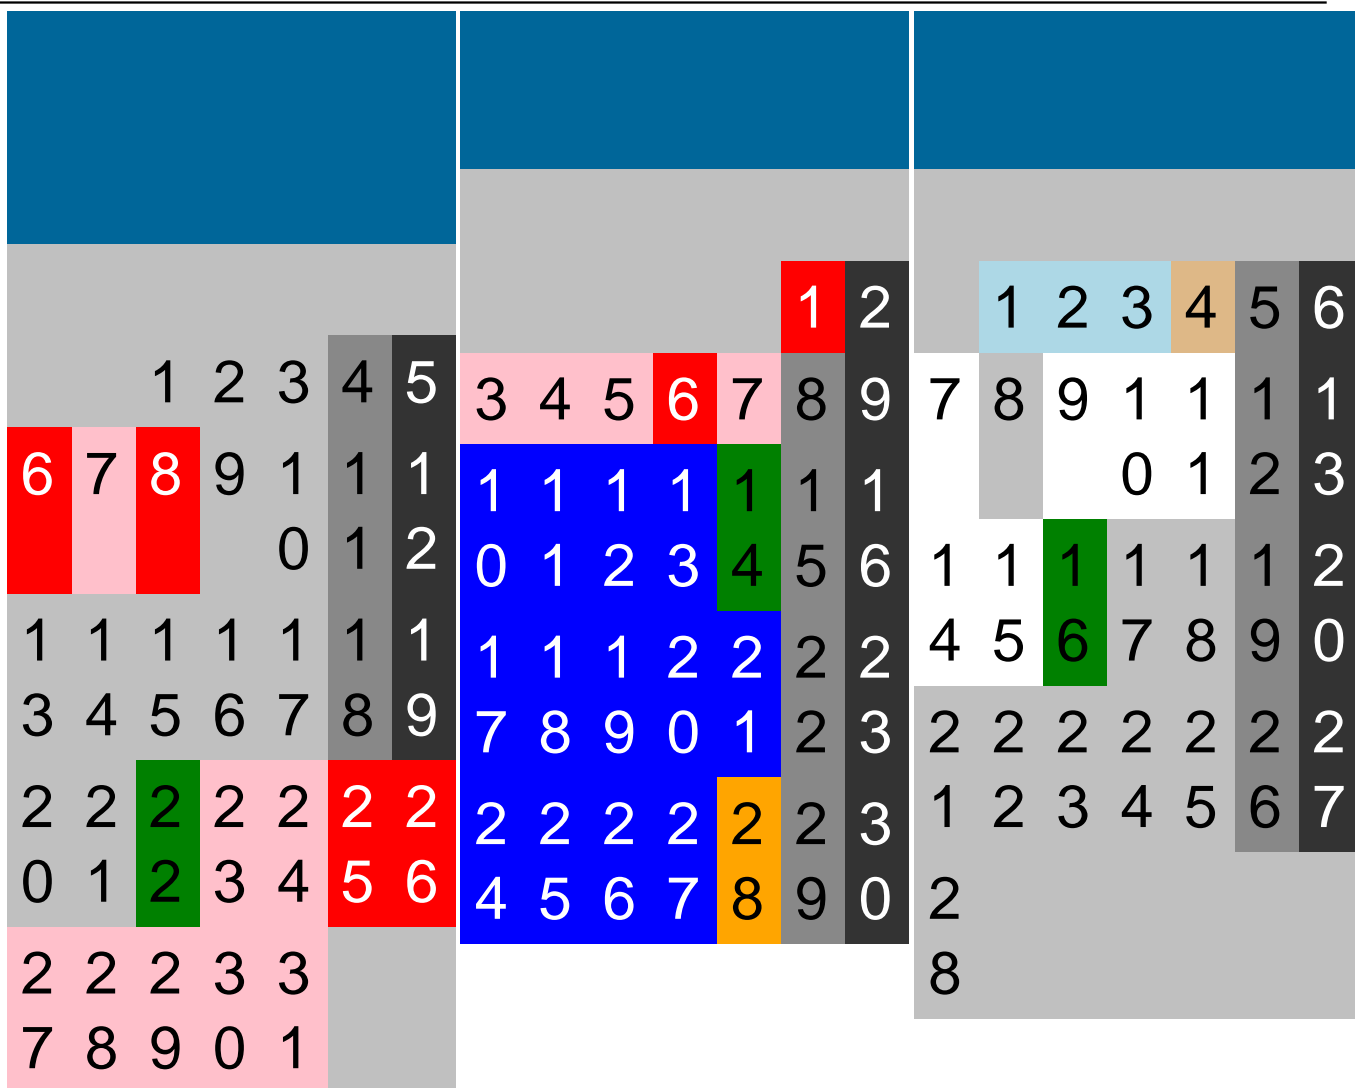 1 2 3 4 5
6 7 8 9 10 11 12
13 14 15 16 17 18 19
20 21 22 23 24 25 26
27 28 29 30 31
1 2
3 4 5 6 7 8 9
10 11 12 13 14 15 16
17 18 19 20 21 22 23
24 25 26 27 28 29 30
1 2 3 4 5 6
7 8 9 10 11 12 13
14 15 16 17 18 19 20
21 22 23 24 25 26 27
28